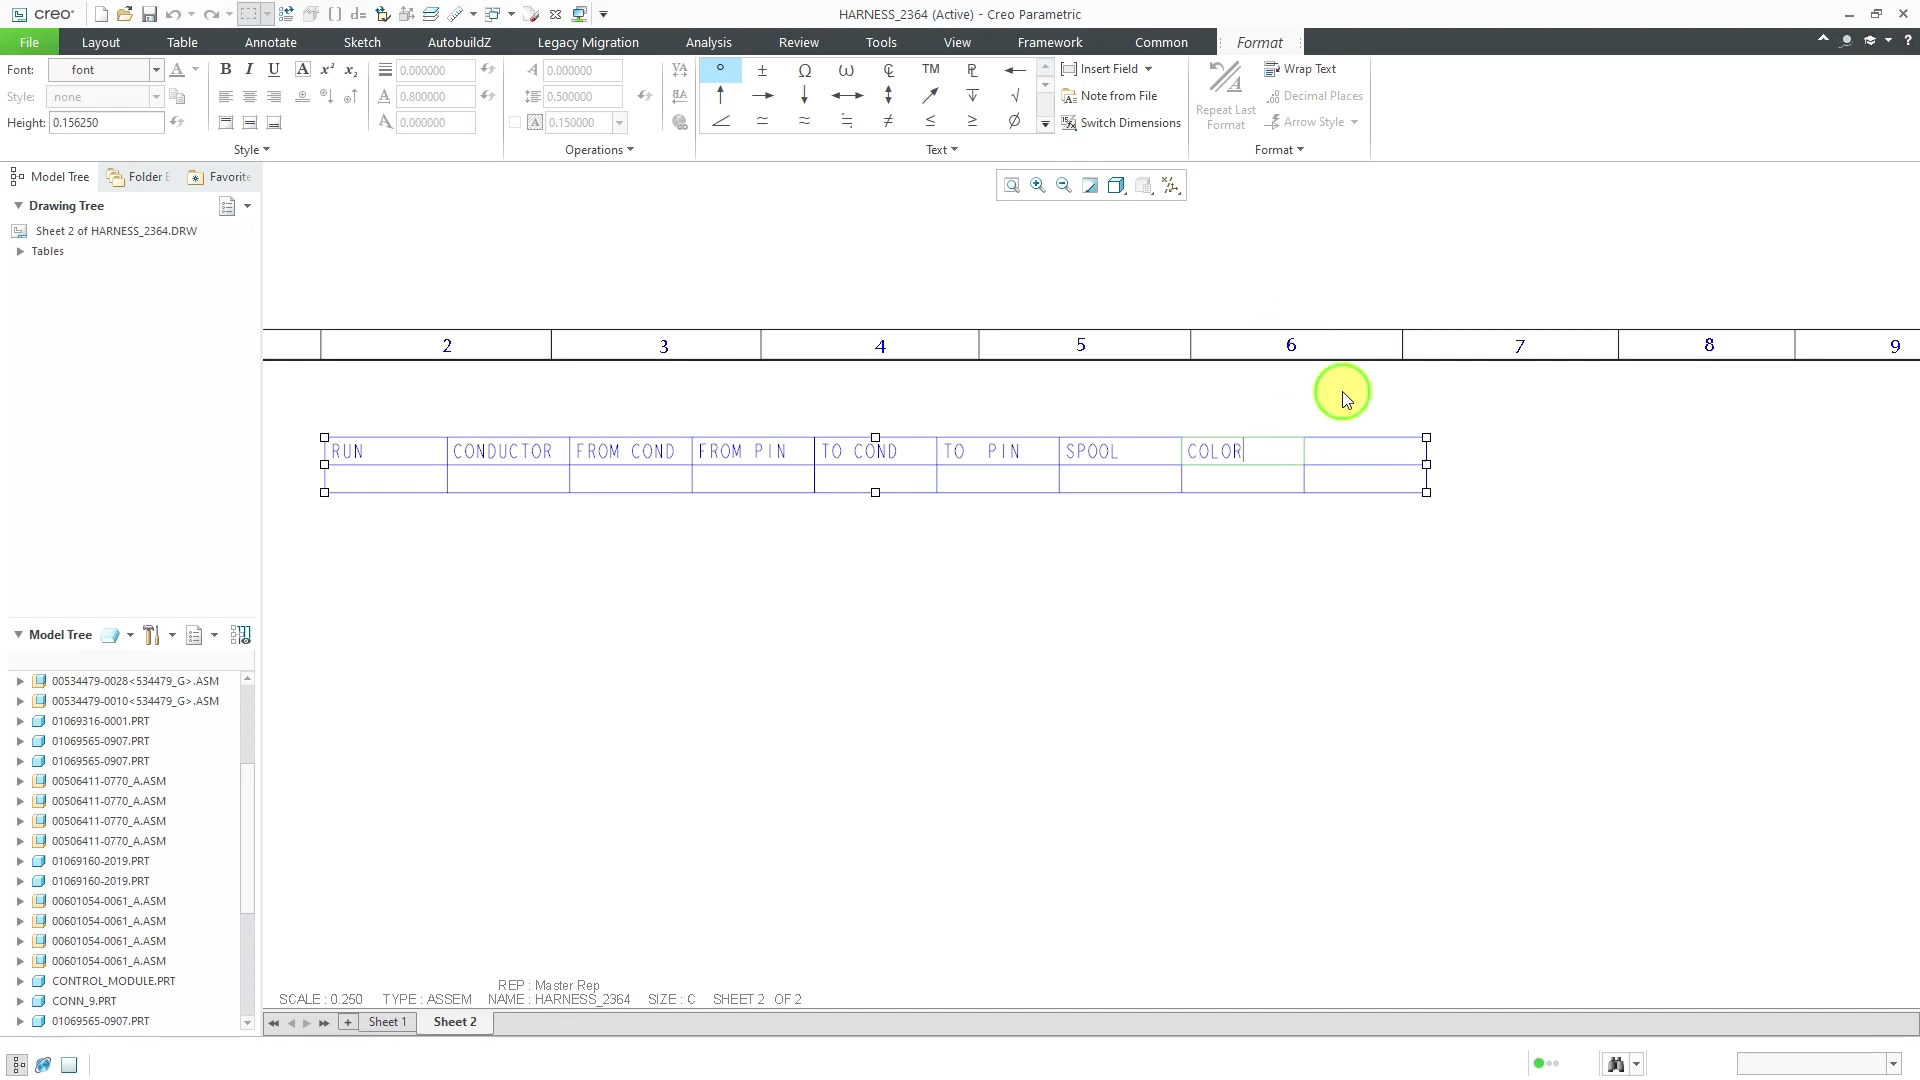 creo
HARNESS_2364 (Active) - Creo Parametric
File Layout Table Annotate Sketch AutobuildZ Legacy Migration Analysis Review Tools View Framework Common Format
Font: font
Style: none
Height: 0.156250
B I U A x² x₂
0.000000
0.800000
0.000000
0.000000
0.500000
0.150000
° ± Ω ω ℄ TM ℙ ←
↑ → ↓ ↔ ↕ ↗ ↧ √
∠ ≃ ≈ ≓ ≠ ≤ ≥ ∅
Insert Field
Note from File
Switch Dimensions
Repeat Last Format
Wrap Text
Decimal Places
Arrow Style
Style Operations Text Format
Model Tree Folder E Favorite
Drawing Tree
Sheet 2 of HARNESS_2364.DRW
Tables
2 3 4 5 6 7 8 9
RUN CONDUCTOR FROM COND FROM PIN TO COND TO PIN SPOOL COLOR
Model Tree
00534479-0028<534479_G>.ASM
00534479-0010<534479_G>.ASM
01069316-0001.PRT
01069565-0907.PRT
01069565-0907.PRT
00506411-0770_A.ASM
00506411-0770_A.ASM
00506411-0770_A.ASM
00506411-0770_A.ASM
01069160-2019.PRT
01069160-2019.PRT
00601054-0061_A.ASM
00601054-0061_A.ASM
00601054-0061_A.ASM
00601054-0061_A.ASM
CONTROL_MODULE.PRT
CONN_9.PRT
01069565-0907.PRT
REP : Master Rep
SCALE : 0.250 TYPE : ASSEM NAME : HARNESS_2364 SIZE : C SHEET 2 OF 2
Sheet 1 Sheet 2